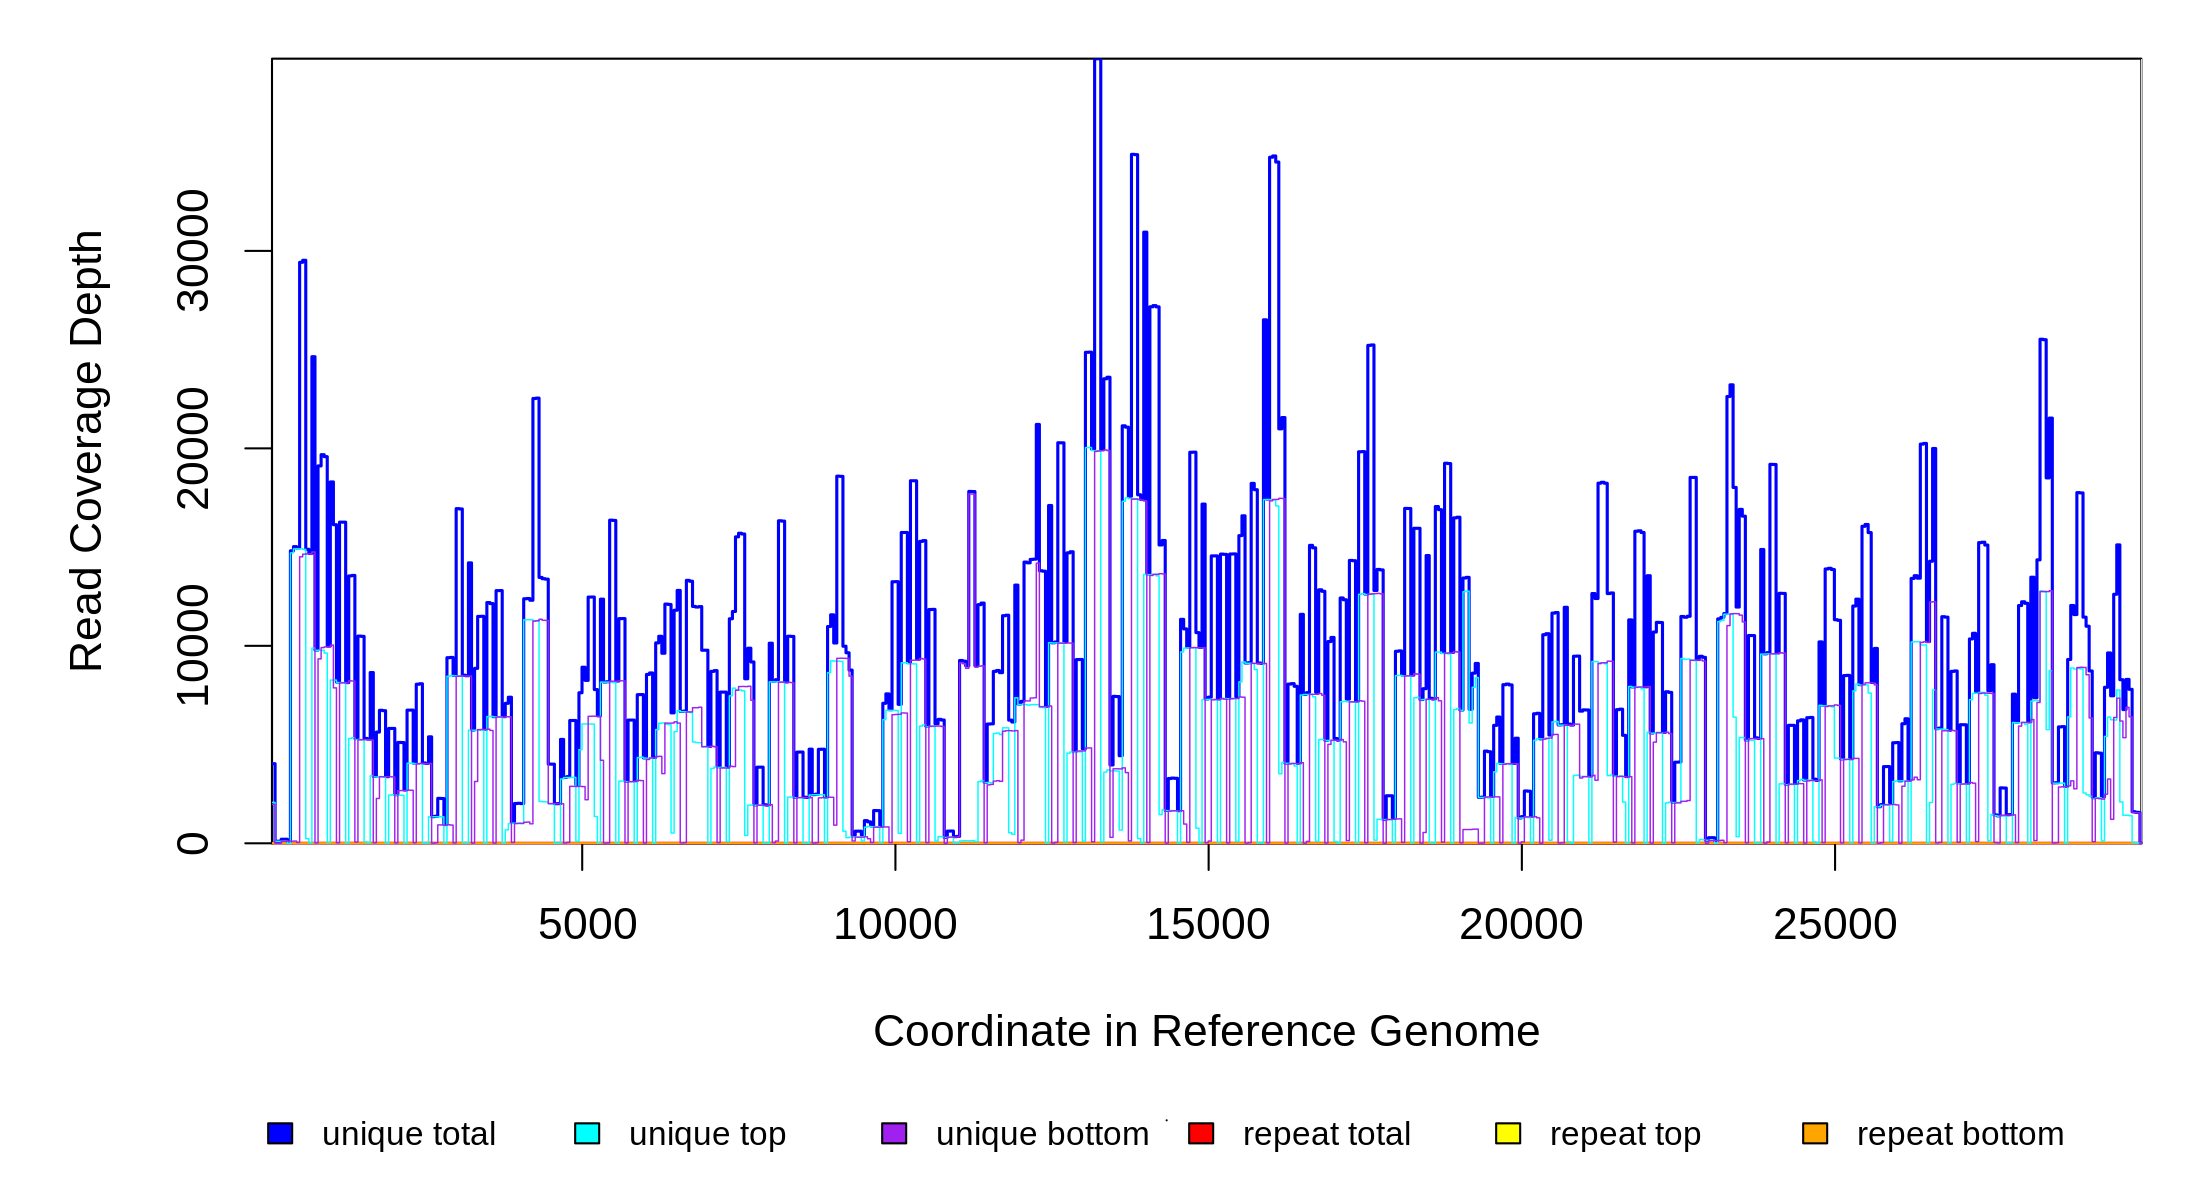 Read Coverage Depth
30000
20000
10000
0
5000 10000 15000 20000 25000
Coordinate in Reference Genome
unique total unique top unique bottom repeat total repeat top repeat bottom